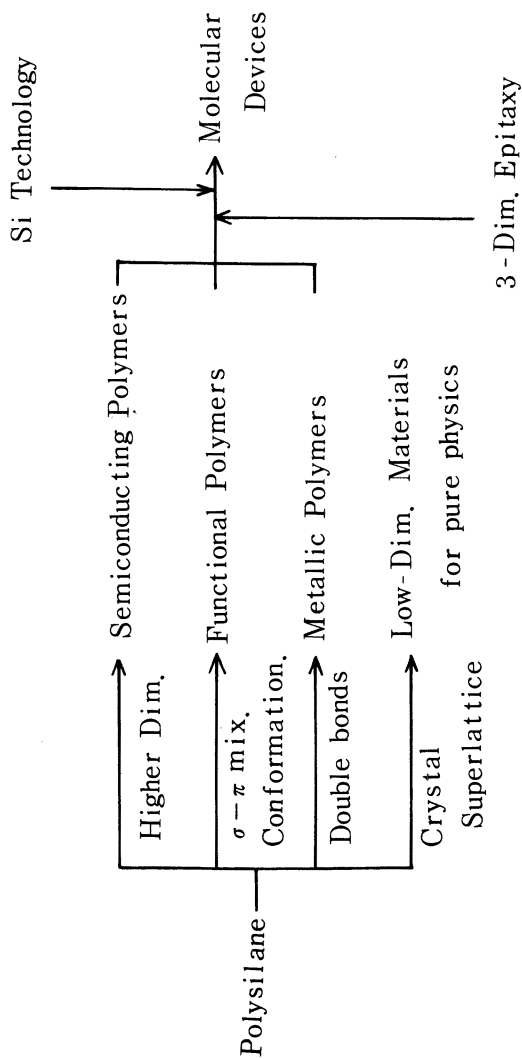 Polysilane
Higher Dim.
σ−π mix.
Conformation.
Double bonds
Crystal
Superlattice
Semiconducting Polymers
Functional Polymers
Metallic Polymers
Low-Dim. Materials
for pure physics
Si Technology
3-Dim. Epitaxy
Molecular
Devices